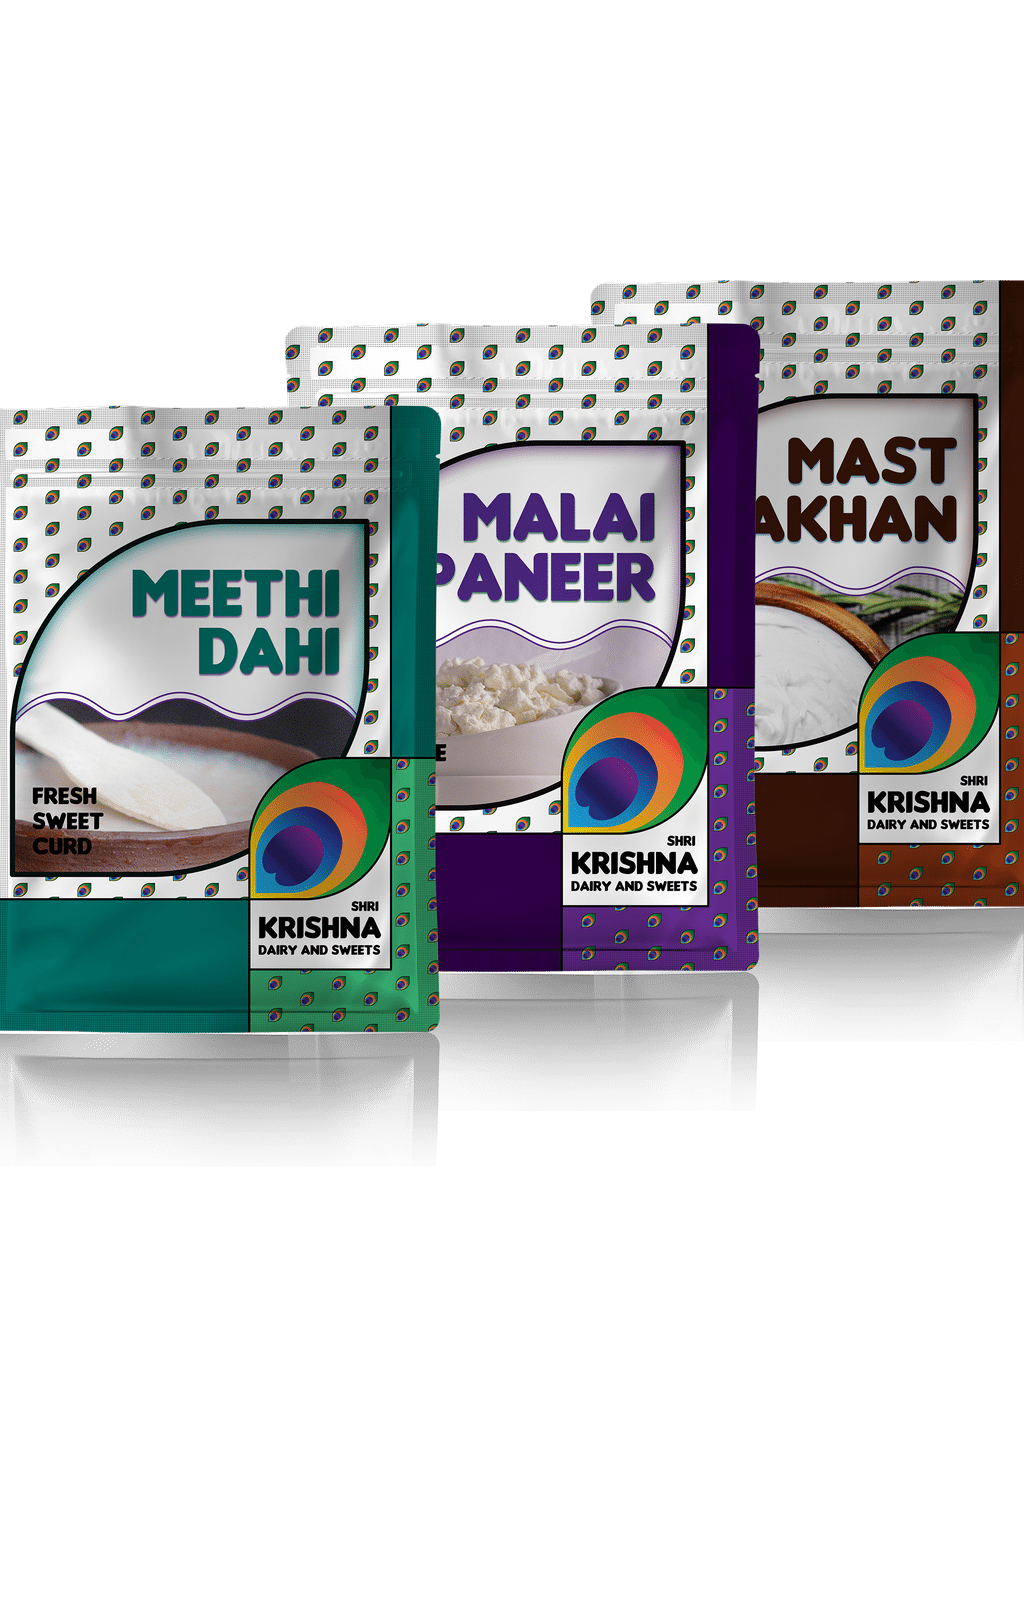 MEETHI
DAHI
FRESH
SWEET
CURD
SHRI
KRISHNA
DAIRY AND SWEETS
MALAI
PANEER
SHRI
KRISHNA
DAIRY AND SWEETS
MAST
AKHAN
SHRI
KRISHNA
DAIRY AND SWEETS